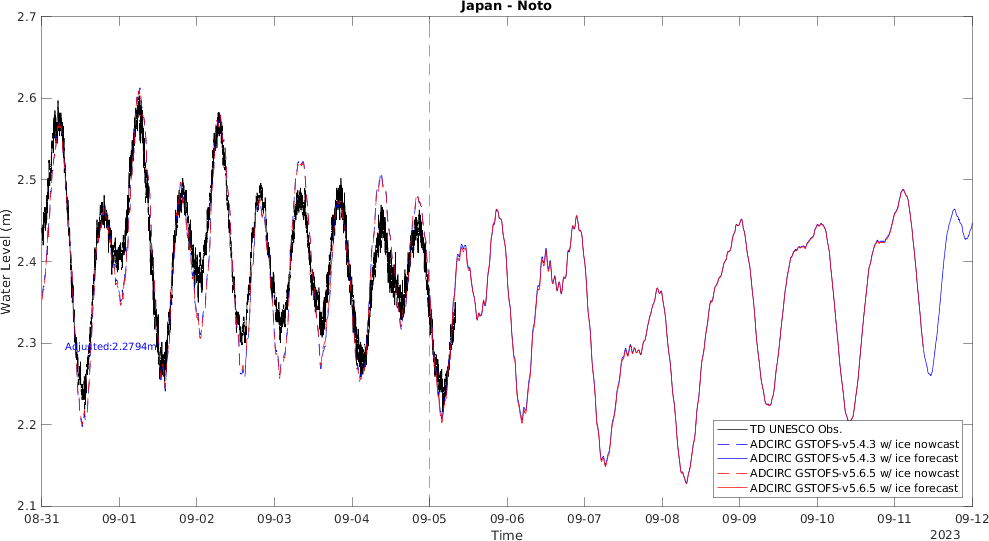 Japan - Noto
2.7
2.6
2.5
2.4
2.3
2.2
2.1
Water Level (m)
Adjusted:2.2794m
TD UNESCO Obs.
ADCIRC GSTOFS-v5.4.3 w/ ice nowcast
ADCIRC GSTOFS-v5.4.3 w/ ice forecast
ADCIRC GSTOFS-v5.6.5 w/ ice nowcast
ADCIRC GSTOFS-v5.6.5 w/ ice forecast
08-31 09-01 09-02 09-03 09-04 09-05 09-06 09-07 09-08 09-09 09-10 09-11 09-12
Time
2023